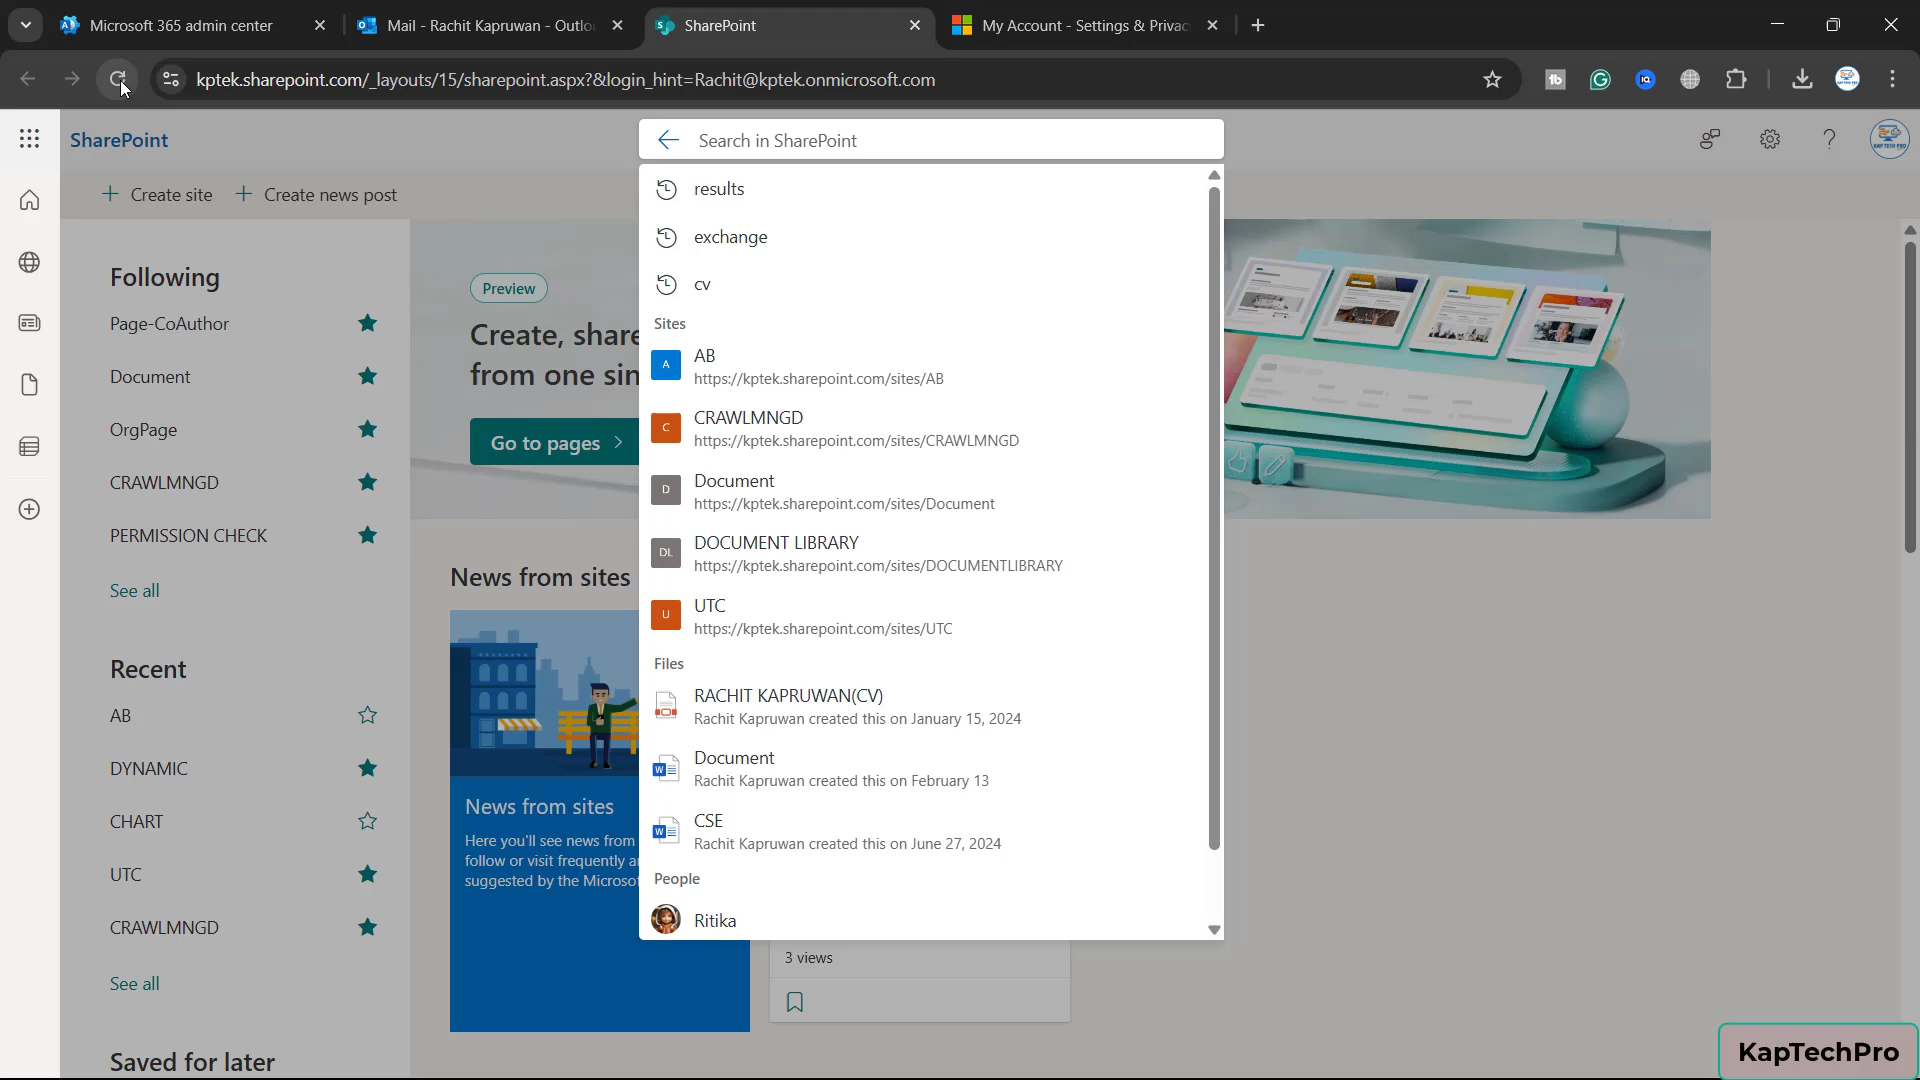 Microsoft 365 admin center
Mail - Rachit Kapruwan - Outlo
SharePoint
My Account - Settings & Privac
kptek.sharepoint.com/_layouts/15/sharepoint.aspx?&login_hint=Rachit@kptek.onmicrosoft.com
SharePoint
Search in SharePoint
KAP TECH PRO
Create site
Create news post
Following
Page-CoAuthor
Document
OrgPage
CRAWLMNGD
PERMISSION CHECK
See all
Recent
AB
DYNAMIC
CHART
UTC
CRAWLMNGD
See all
Saved for later
Preview
Create, share
from one sin
Go to pages
News from sites
News from sites
Here you'll see news from
follow or visit frequently a
suggested by the Microso
results
exchange
cv
Sites
A
AB
https://kptek.sharepoint.com/sites/AB
C
CRAWLMNGD
https://kptek.sharepoint.com/sites/CRAWLMNGD
D
Document
https://kptek.sharepoint.com/sites/Document
DL
DOCUMENT LIBRARY
https://kptek.sharepoint.com/sites/DOCUMENTLIBRARY
U
UTC
https://kptek.sharepoint.com/sites/UTC
Files
RACHIT KAPRUWAN(CV)
Rachit Kapruwan created this on January 15, 2024
Document
Rachit Kapruwan created this on February 13
CSE
Rachit Kapruwan created this on June 27, 2024
People
Ritika
3 views
KapTechPro